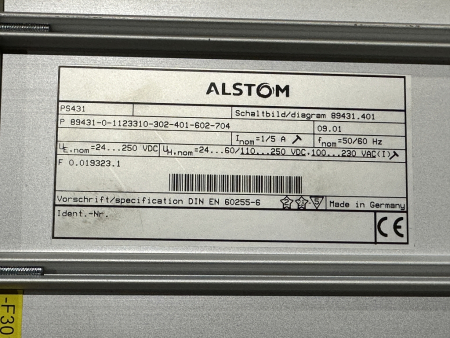 ALSTOM
PS431 Schaltbild/diagram 89431.401
P 89431-0-1123310-302-401-602-704 09.01
Inom=1/5 A fnom=50/60 Hz
UE,nom=24...250 VDC UH,nom=24...60/110...250 VDC,100...230 VAC(I)
F 0.019323.1
Vorschrift/specification DIN EN 60255-6 Made in Germany
Ident.-Nr. CE
-F30